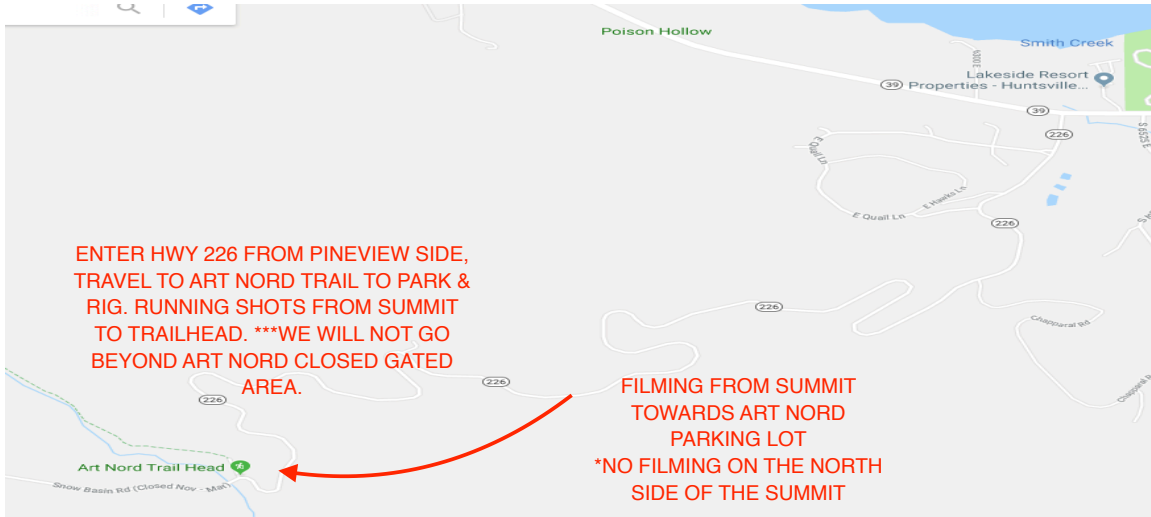 Poison Hollow
Smith Creek
6300 E
Lakeside Resort
Properties - Huntsville...
39
39
226
S 6525 E
E Quail Ln
E Hawks Ln
E Quail Ln
226
ENTER HWY 226 FROM PINEVIEW SIDE,
TRAVEL TO ART NORD TRAIL TO PARK &
RIG. RUNNING SHOTS FROM SUMMIT
TO TRAILHEAD. ***WE WILL NOT GO
BEYOND ART NORD CLOSED GATED
AREA.
226
Chapparal Rd
226
226
Chapparal Rd
FILMING FROM SUMMIT
TOWARDS ART NORD
PARKING LOT
*NO FILMING ON THE NORTH
SIDE OF THE SUMMIT
Art Nord Trail Head
Snow Basin Rd (Closed Nov - Mar)